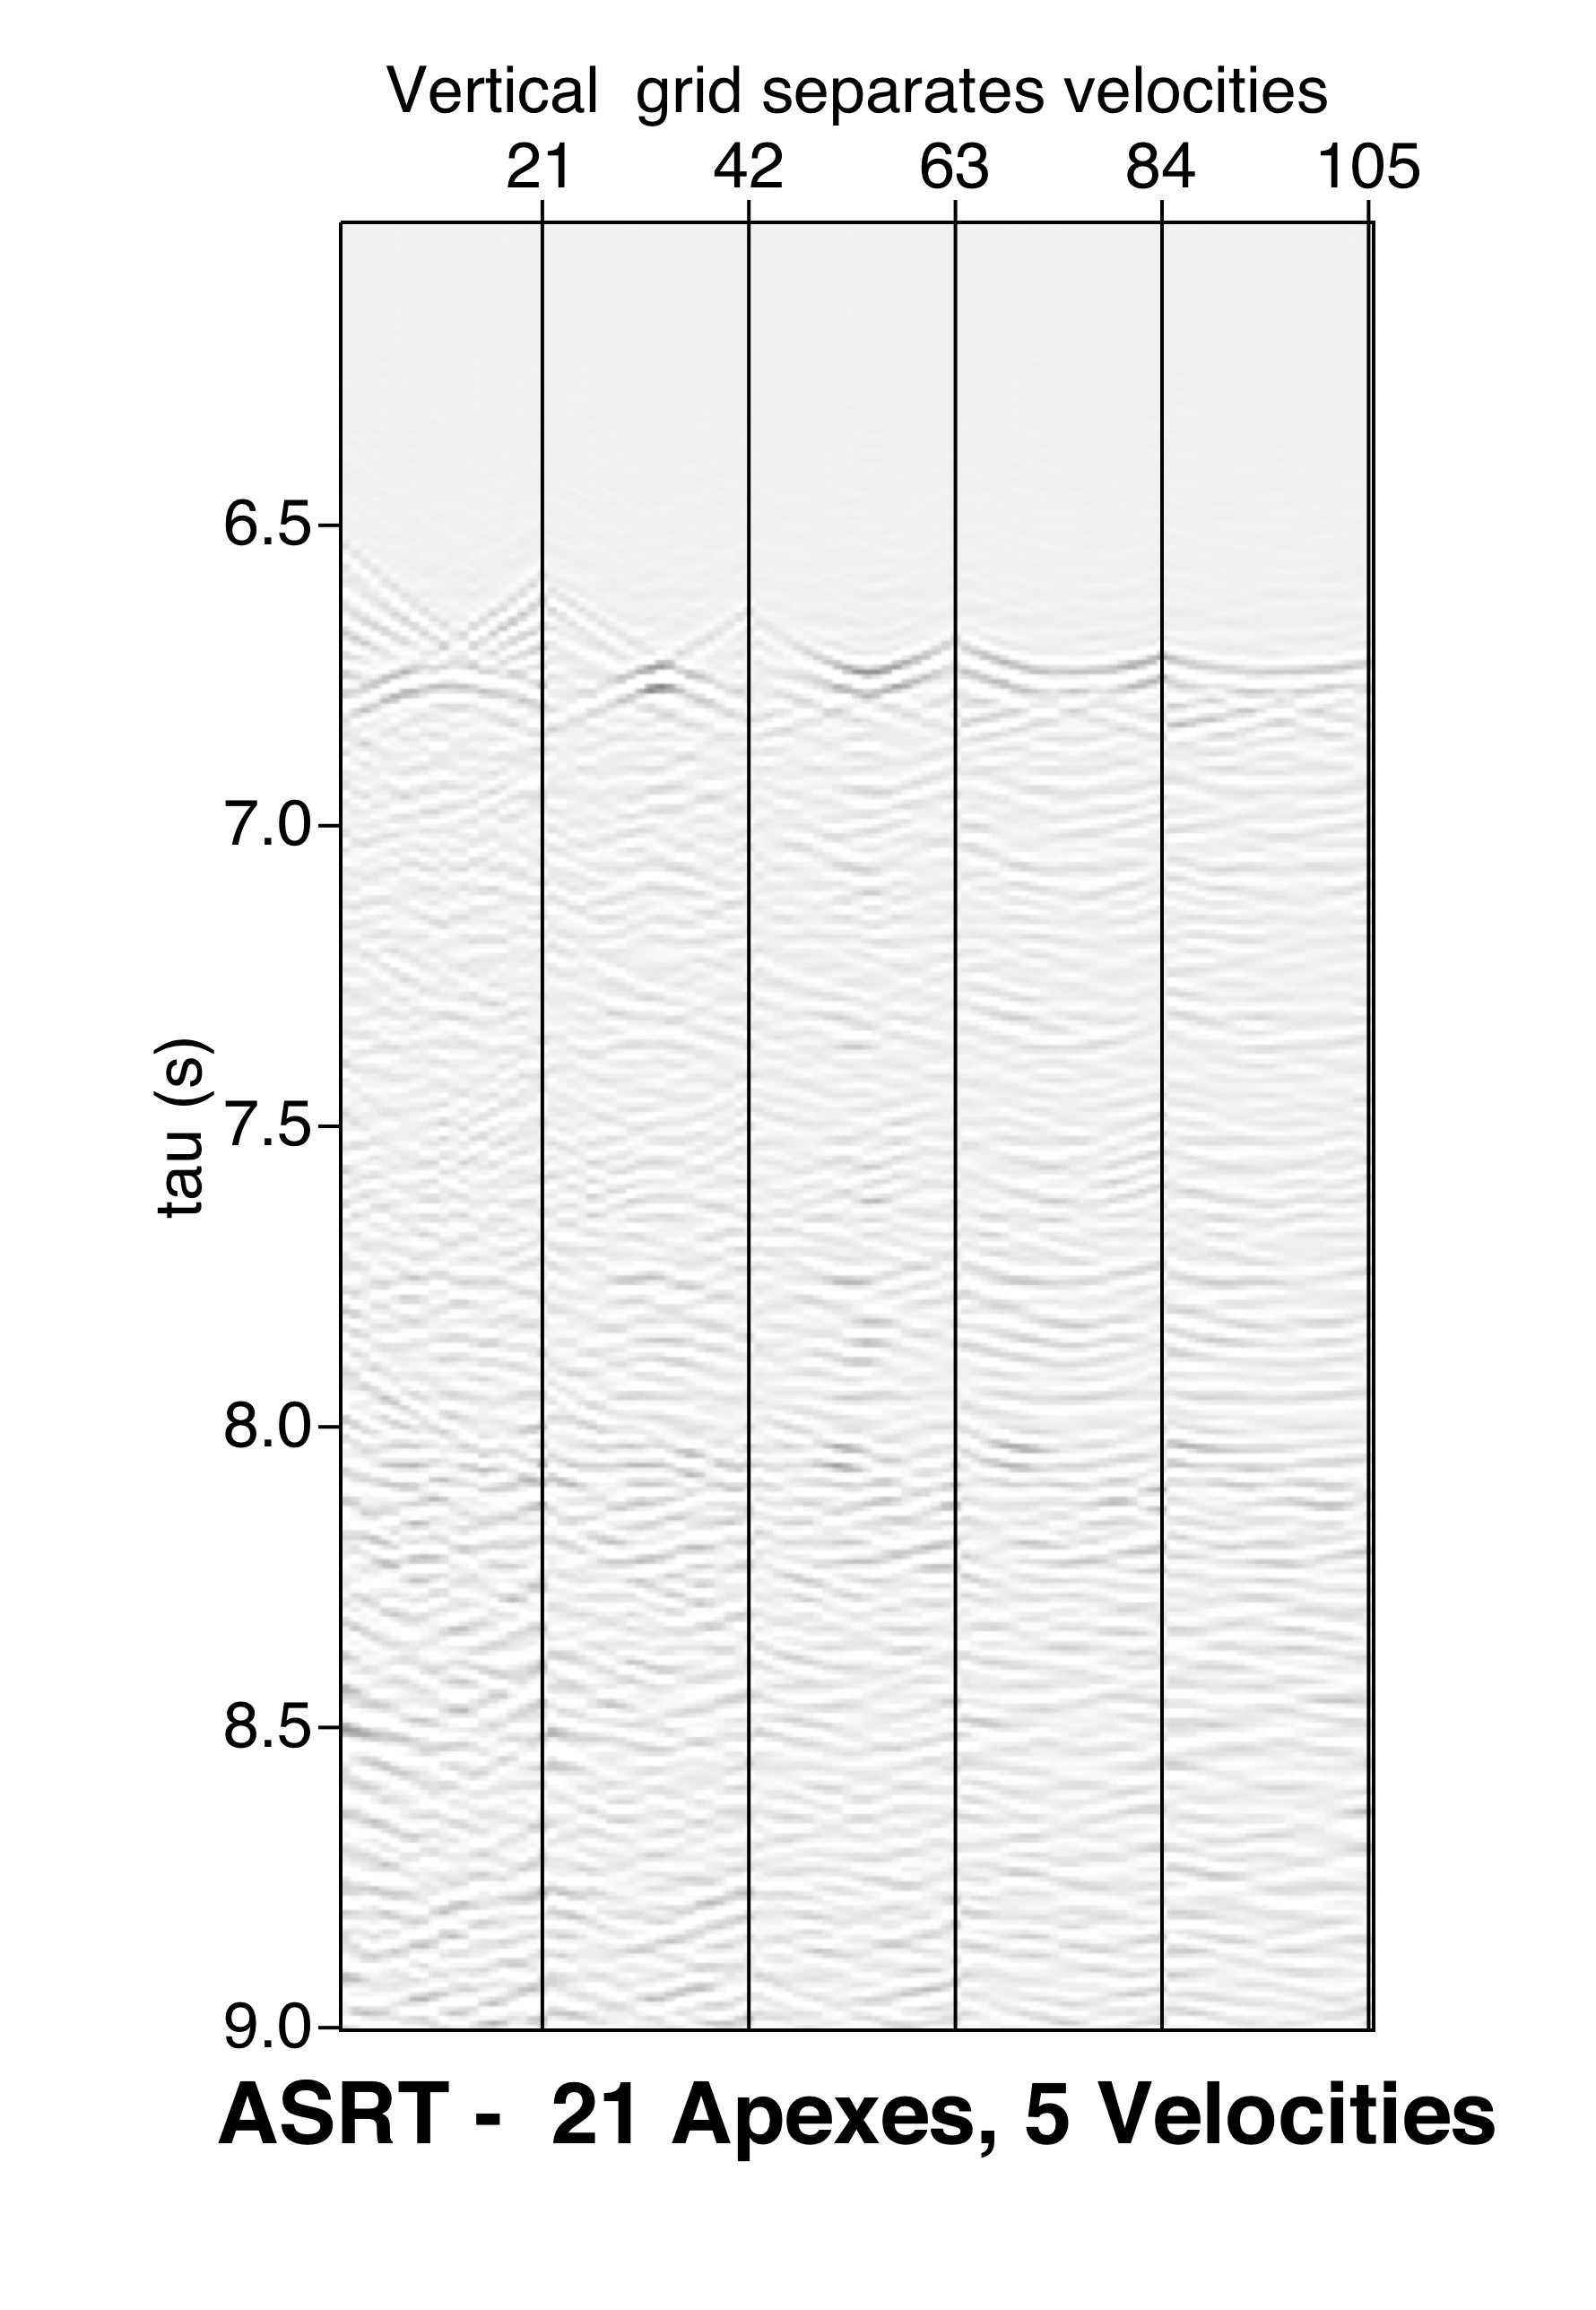 Vertical  grid separates velocities
21 42 63 84 105
6.5
7.0
7.5
8.0
8.5
9.0
tau (s)
ASRT -  21 Apexes, 5 Velocities